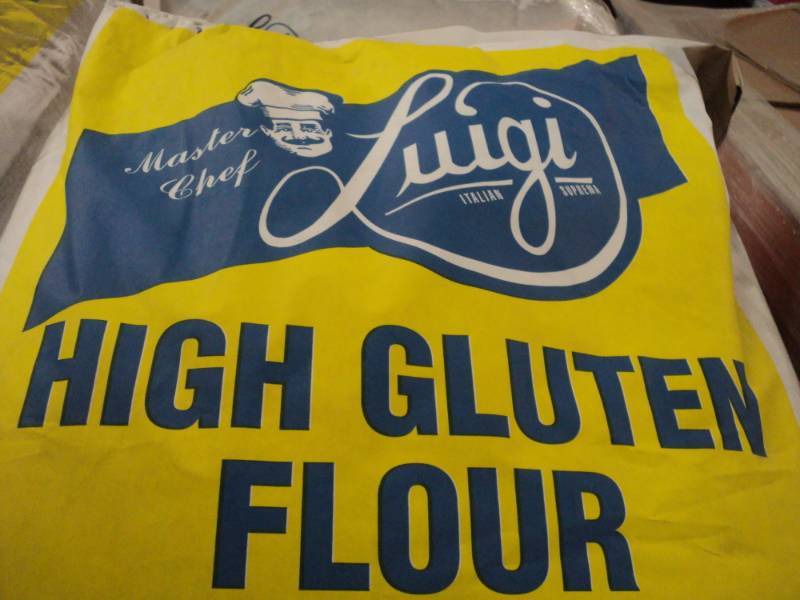 Master
Chef
Luigi
ITALIAN SUPREMA
HIGH GLUTEN
FLOUR